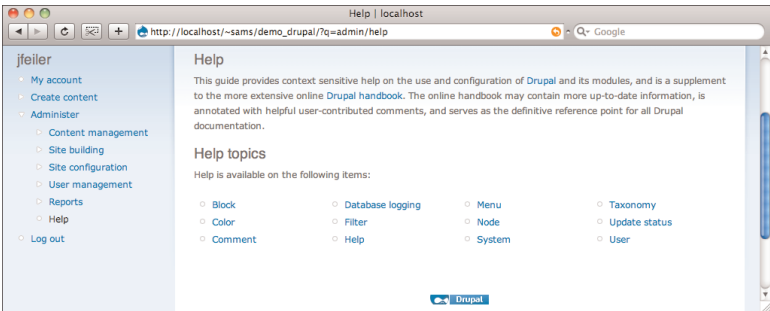 Help | localhost
http://localhost/~sams/demo_drupal/?q=admin/help
Google
jfeiler
My account
Create content
Administer
Content management
Site building
Site configuration
User management
Reports
Help
Log out
Help
This guide provides context sensitive help on the use and configuration of Drupal and its modules, and is a supplement
to the more extensive online Drupal handbook. The online handbook may contain more up-to-date information, is
annotated with helpful user-contributed comments, and serves as the definitive reference point for all Drupal
documentation.
Help topics
Help is available on the following items:
Block
Color
Comment
Database logging
Filter
Help
Menu
Node
System
Taxonomy
Update status
User
Drupal